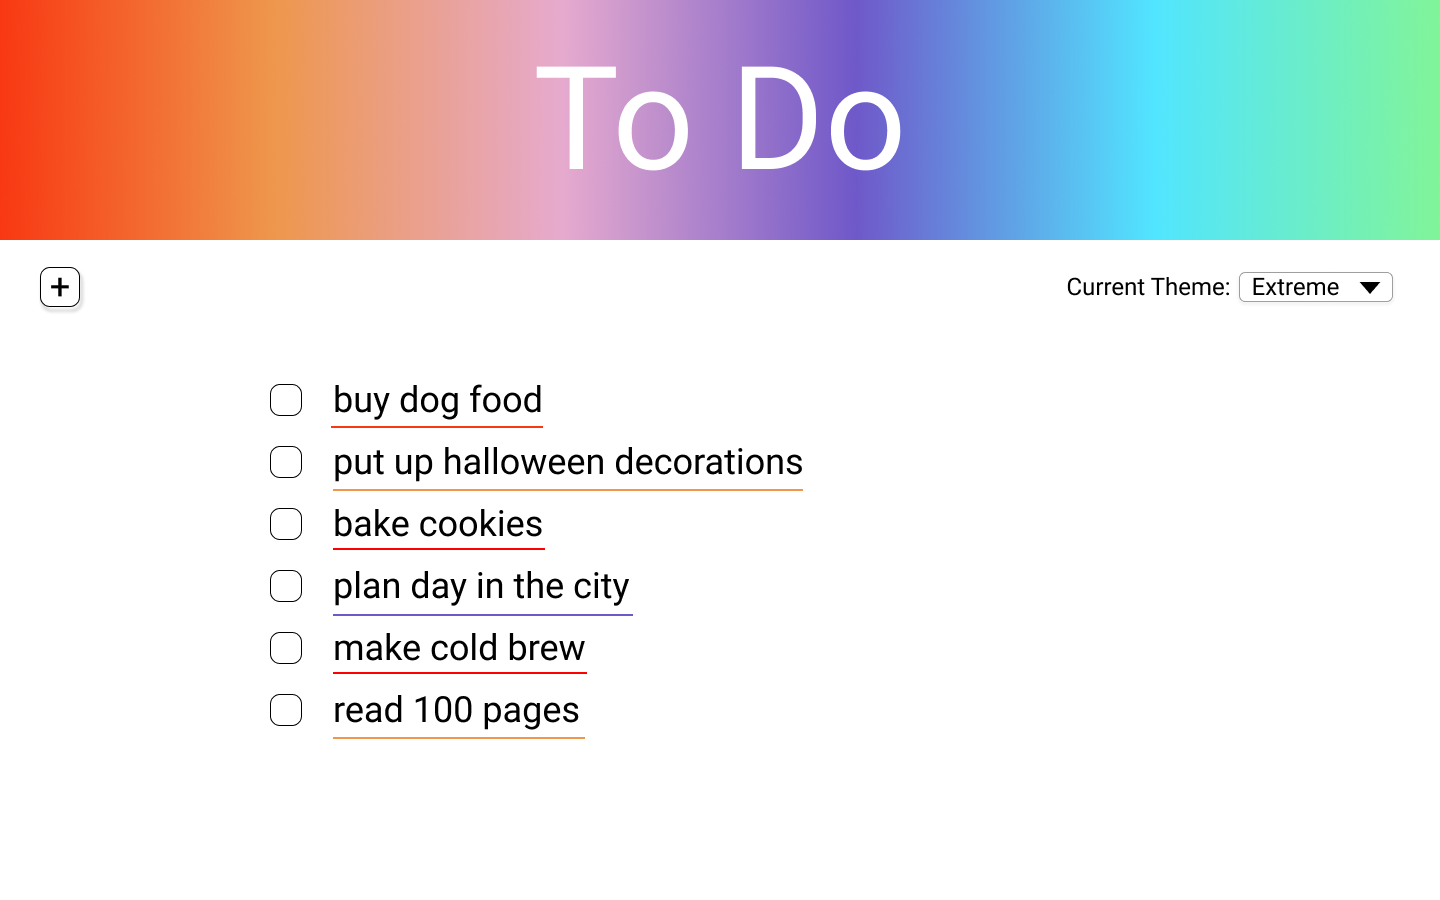 To Do
+
Current Theme: Extreme
buy dog food
put up halloween decorations
bake cookies
plan day in the city
make cold brew
read 100 pages